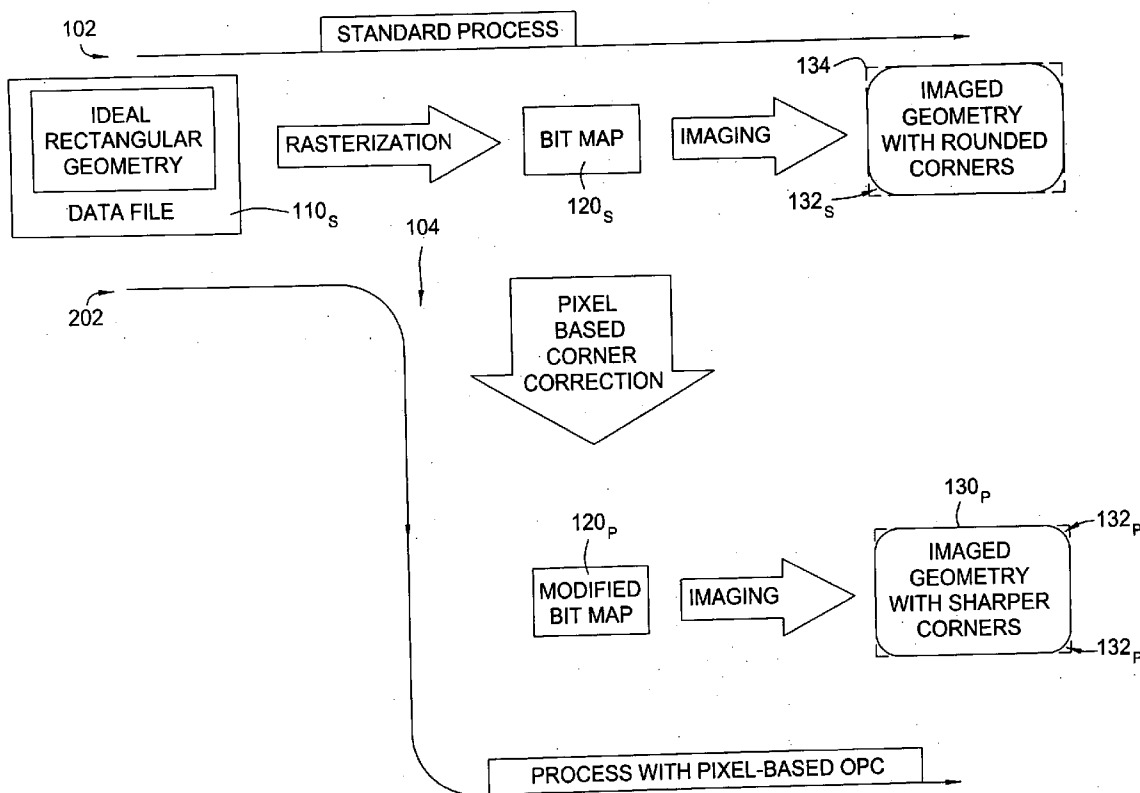 102
STANDARD PROCESS
134
IDEAL
RECTANGULAR
GEOMETRY
DATA FILE
110S
RASTERIZATION
BIT MAP
120S
IMAGING
IMAGED
GEOMETRY
WITH ROUNDED
CORNERS
132S
104
202
PIXEL
BASED
CORNER
CORRECTION
120P
MODIFIED
BIT MAP
IMAGING
130P
132P
IMAGED
GEOMETRY
WITH SHARPER
CORNERS
132P
PROCESS WITH PIXEL-BASED OPC